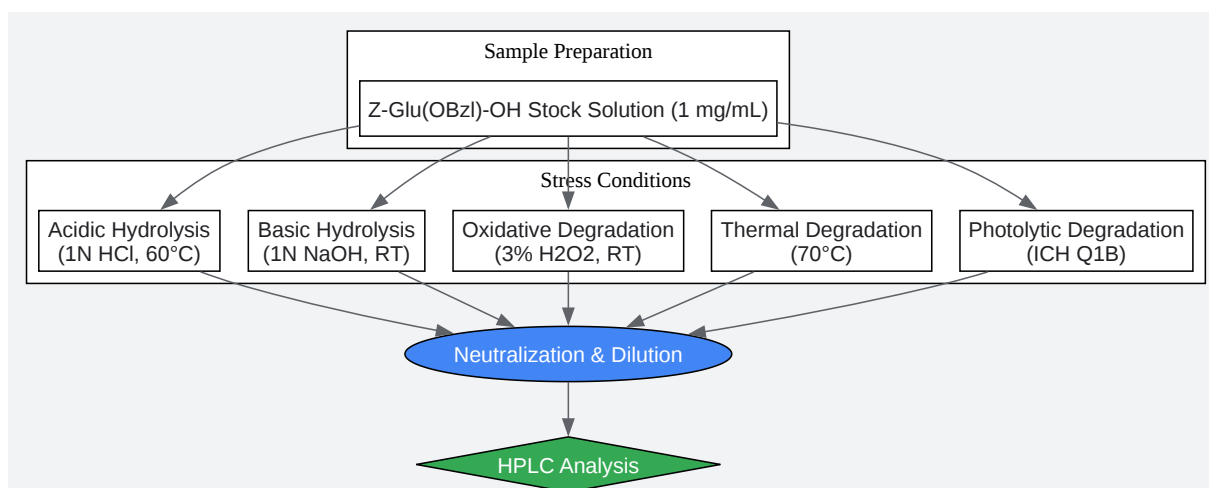 Sample Preparation
Z-Glu(OBzl)-OH Stock Solution (1 mg/mL)
Stress Conditions
Acidic Hydrolysis
(1N HCl, 60°C)
Basic Hydrolysis
(1N NaOH, RT)
Oxidative Degradation
(3% H2O2, RT)
Thermal Degradation
(70°C)
Photolytic Degradation
(ICH Q1B)
Neutralization & Dilution
HPLC Analysis